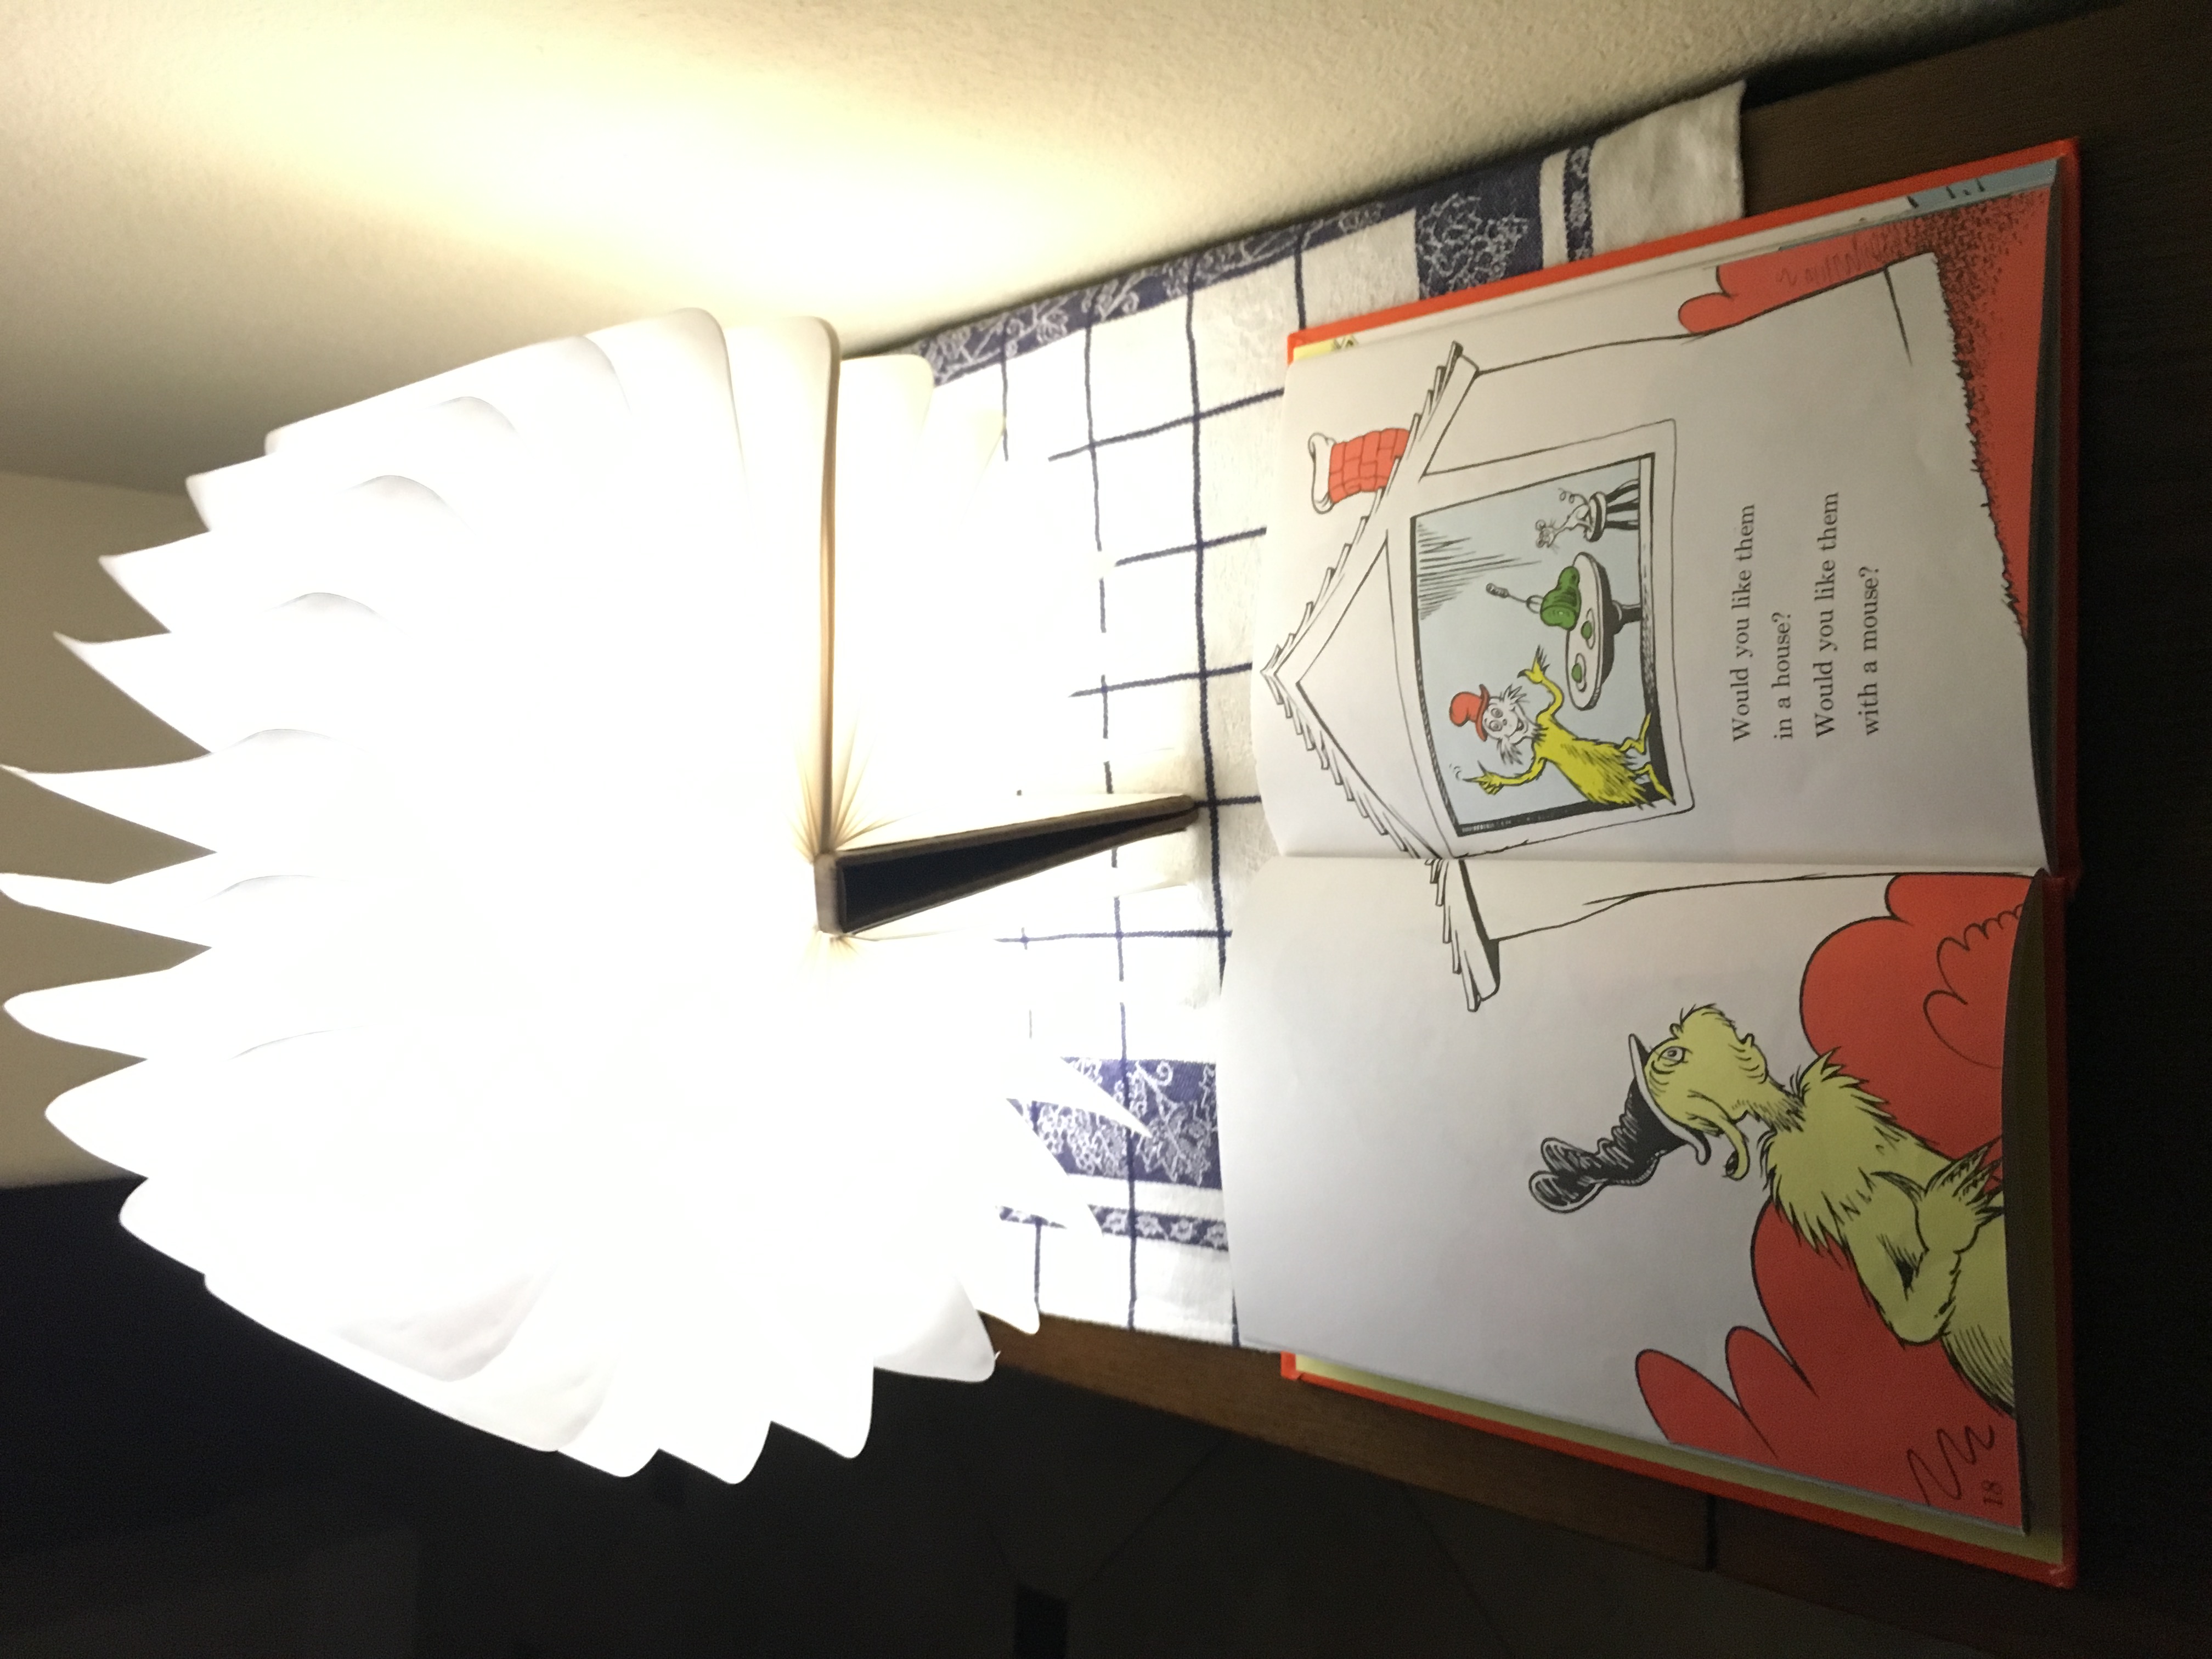 18
Would you like them
in a house?
Would you like them
with a mouse?